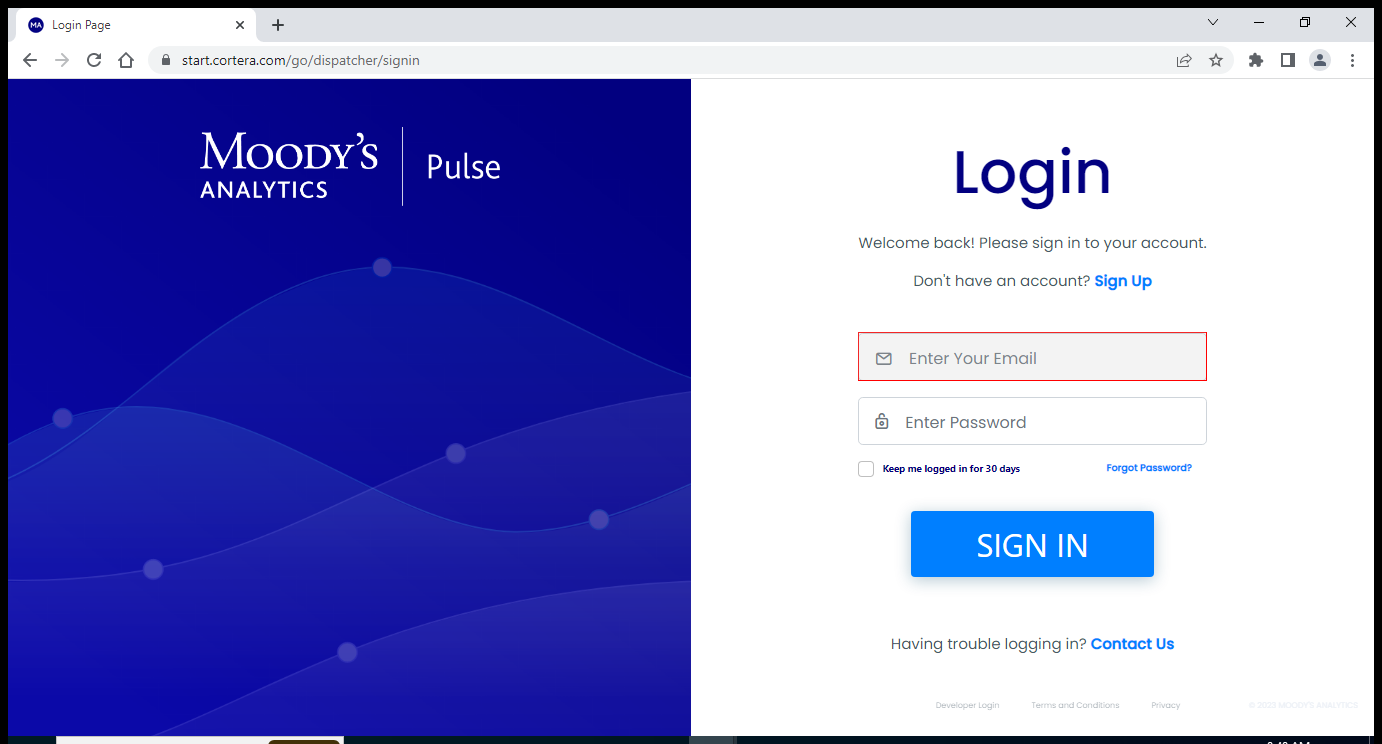 MA Login Page
start.cortera.com/go/dispatcher/signin
MOODY'S
ANALYTICS
Pulse
Login
Welcome back! Please sign in to your account.
Don't have an account? Sign Up
Enter Your Email
Enter Password
Keep me logged in for 30 days
Forgot Password?
SIGN IN
Having trouble logging in? Contact Us
Developer Login
Terms and Conditions
Privacy
© 2023 MOODY'S ANALYTICS